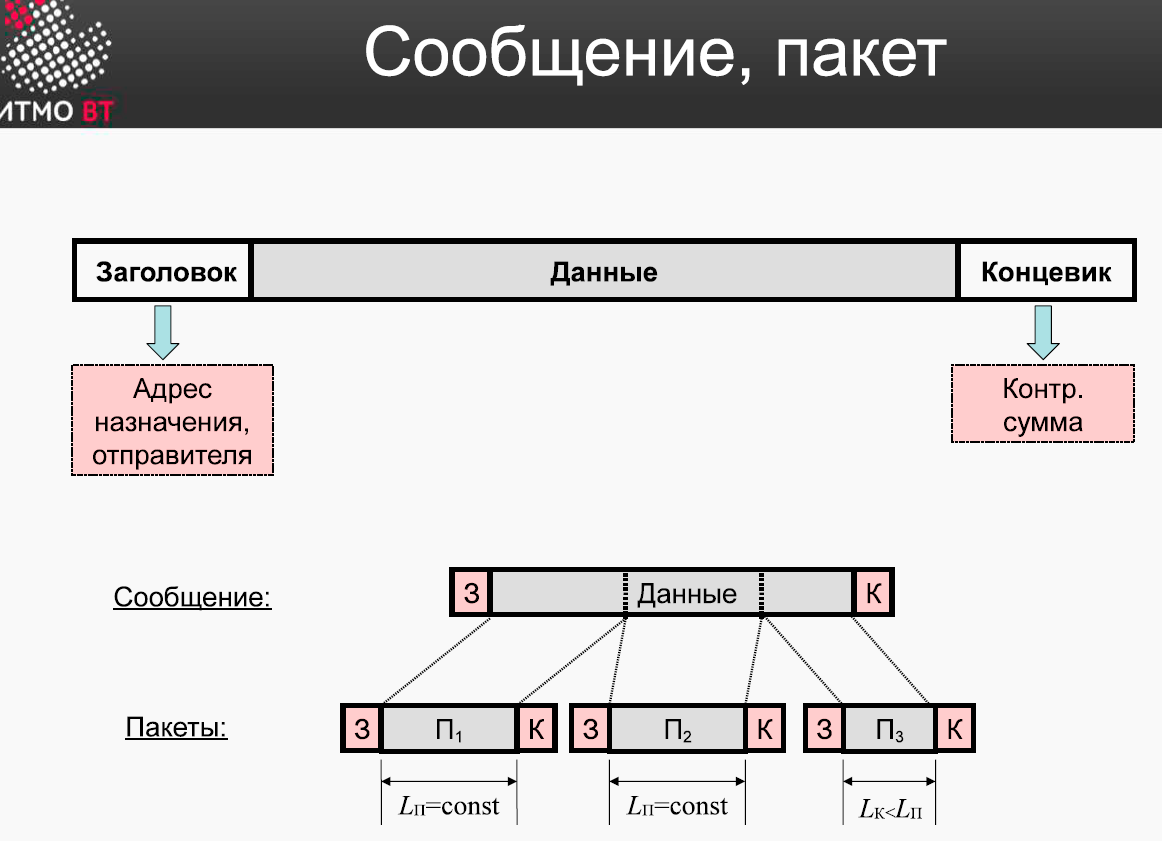 Сообщение, пакет
ИТМО ВТ
Заголовок Данные Концевик
Адрес
назначения,
отправителя
Контр.
сумма
Сообщение:
З Данные К
Пакеты:
З П₁ К З П₂ К З П₃ К
Lп=const Lп=const Lк<Lп